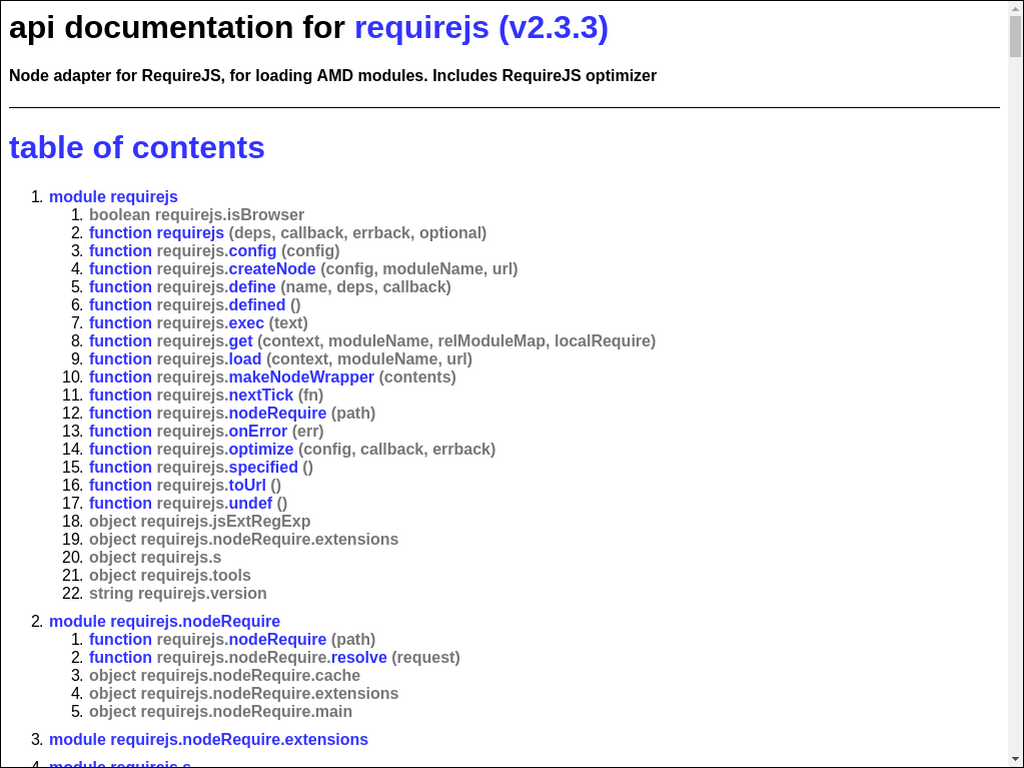 api documentation for requirejs (v2.3.3)
Node adapter for RequireJS, for loading AMD modules. Includes RequireJS optimizer
table of contents
1. module requirejs
1. boolean requirejs.isBrowser
2. function requirejs (deps, callback, errback, optional)
3. function requirejs.config (config)
4. function requirejs.createNode (config, moduleName, url)
5. function requirejs.define (name, deps, callback)
6. function requirejs.defined ()
7. function requirejs.exec (text)
8. function requirejs.get (context, moduleName, relModuleMap, localRequire)
9. function requirejs.load (context, moduleName, url)
10. function requirejs.makeNodeWrapper (contents)
11. function requirejs.nextTick (fn)
12. function requirejs.nodeRequire (path)
13. function requirejs.onError (err)
14. function requirejs.optimize (config, callback, errback)
15. function requirejs.specified ()
16. function requirejs.toUrl ()
17. function requirejs.undef ()
18. object requirejs.jsExtRegExp
19. object requirejs.nodeRequire.extensions
20. object requirejs.s
21. object requirejs.tools
22. string requirejs.version
2. module requirejs.nodeRequire
1. function requirejs.nodeRequire (path)
2. function requirejs.nodeRequire.resolve (request)
3. object requirejs.nodeRequire.cache
4. object requirejs.nodeRequire.extensions
5. object requirejs.nodeRequire.main
3. module requirejs.nodeRequire.extensions
4. module requirejs.s